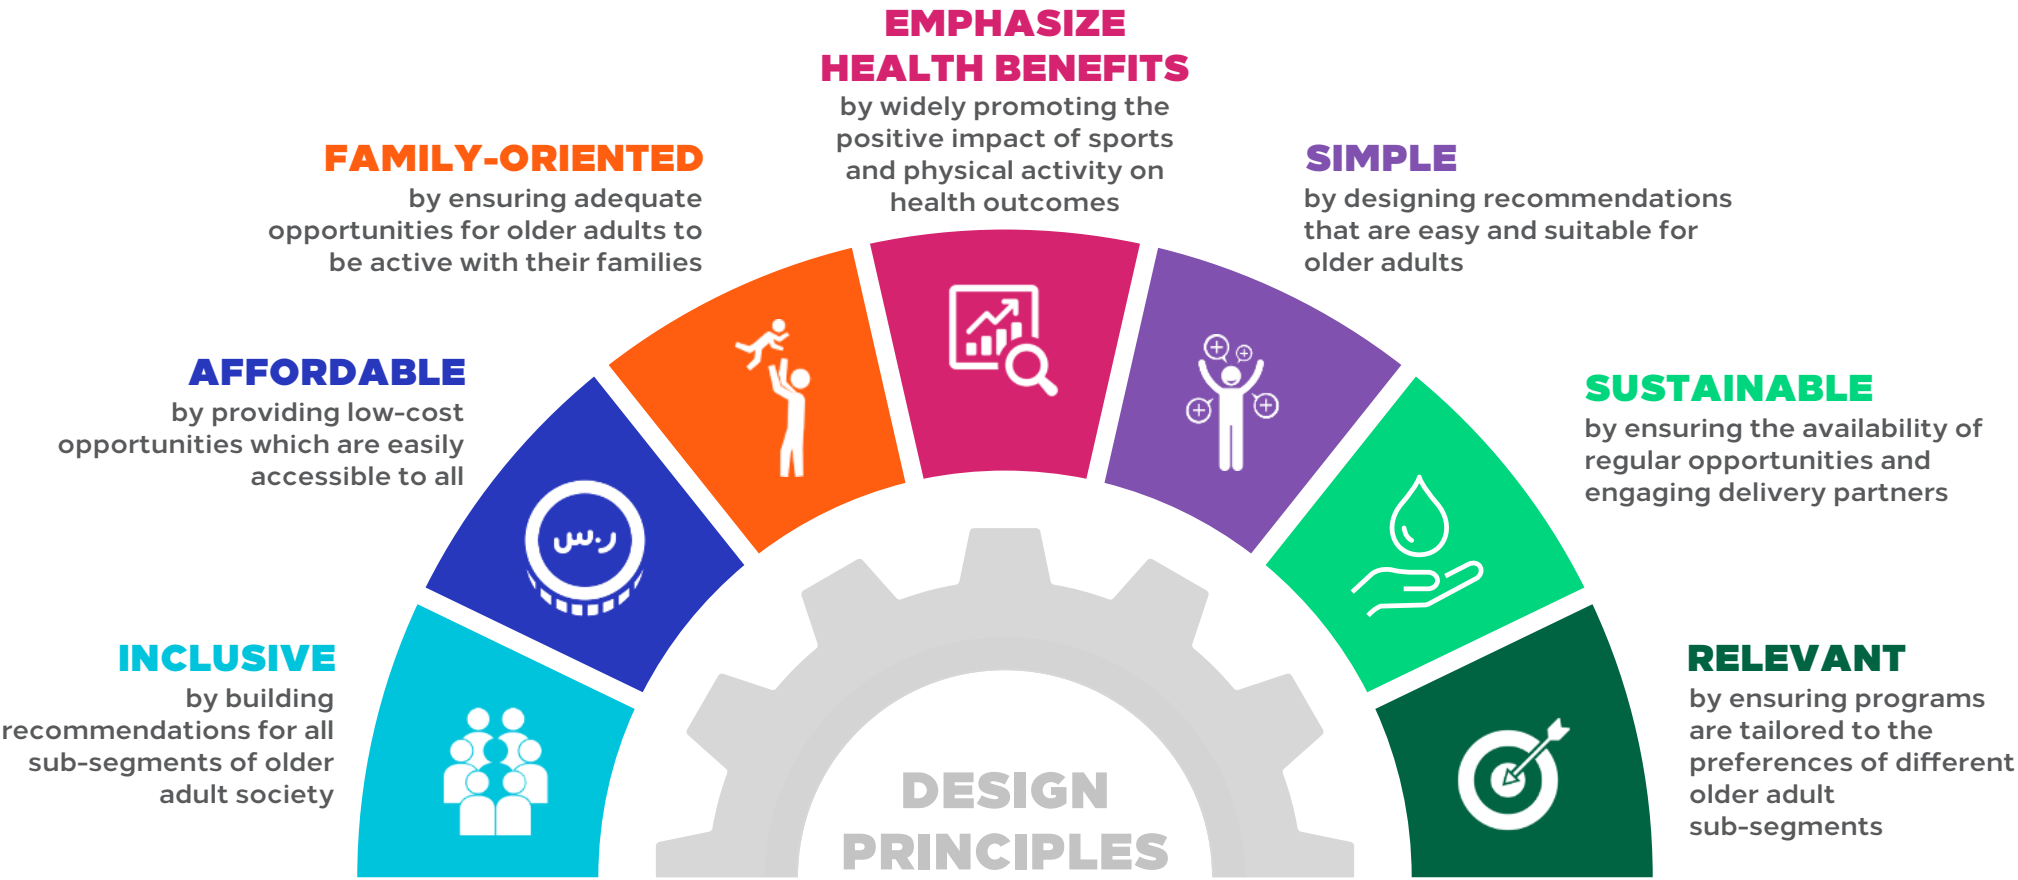 EMPHASIZE
HEALTH BENEFITS
by widely promoting the
positive impact of sports
and physical activity on
health outcomes
FAMILY-ORIENTED
by ensuring adequate
opportunities for older adults to
be active with their families
SIMPLE
by designing recommendations
that are easy and suitable for
older adults
AFFORDABLE
by providing low-cost
opportunities which are easily
accessible to all
ر.س
SUSTAINABLE
by ensuring the availability of
regular opportunities and
engaging delivery partners
INCLUSIVE
by building
recommendations for all
sub-segments of older
adult society
RELEVANT
by ensuring programs
are tailored to the
preferences of different
older adult
sub-segments
DESIGN
PRINCIPLES